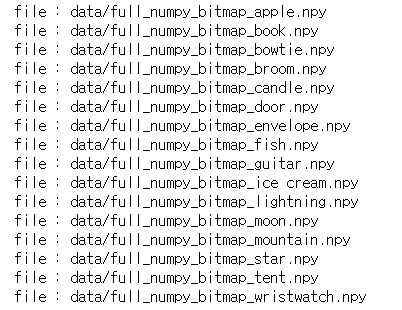 file : data/full_numpy_bitmap_apple.npy
file : data/full_numpy_bitmap_book.npy
file : data/full_numpy_bitmap_bowtie.npy
file : data/full_numpy_bitmap_broom.npy
file : data/full_numpy_bitmap_candle.npy
file : data/full_numpy_bitmap_door.npy
file : data/full_numpy_bitmap_envelope.npy
file : data/full_numpy_bitmap_fish.npy
file : data/full_numpy_bitmap_guitar.npy
file : data/full_numpy_bitmap_ice cream.npy
file : data/full_numpy_bitmap_lightning.npy
file : data/full_numpy_bitmap_moon.npy
file : data/full_numpy_bitmap_mountain.npy
file : data/full_numpy_bitmap_star.npy
file : data/full_numpy_bitmap_tent.npy
file : data/full_numpy_bitmap_wristwatch.npy